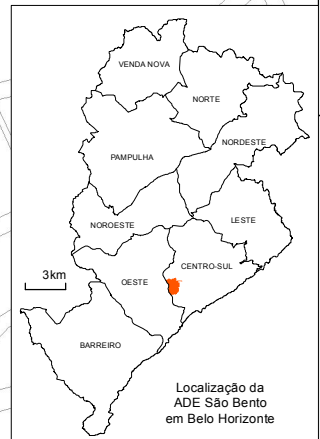 VENDA NOVA
NORTE
NORDESTE
PAMPULHA
LESTE
NOROESTE
CENTRO-SUL
3km
OESTE
BARREIRO
Localização da
ADE São Bento
em Belo Horizonte